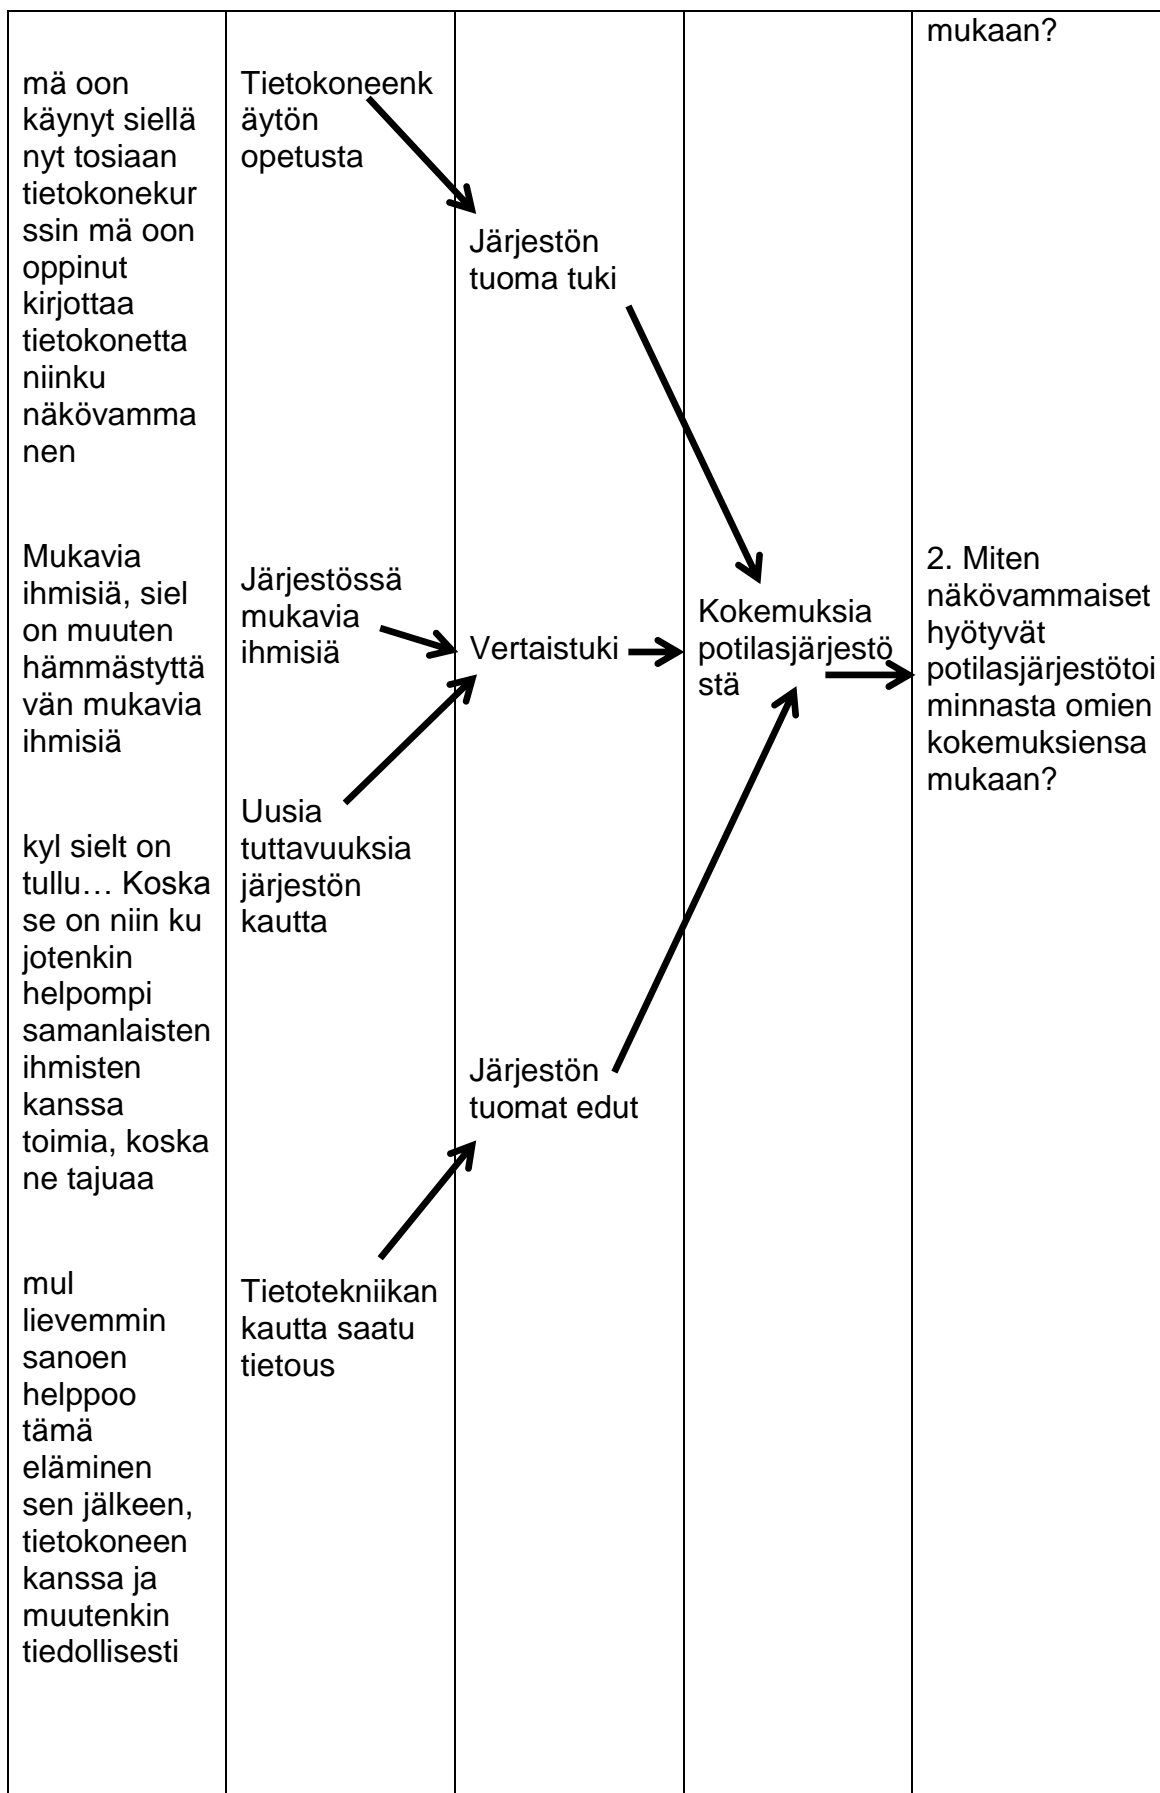 mä oon
käynyt siellä
nyt tosiaan
tietokonekur
ssin mä oon
oppinut
kirjottaa
tietokonetta
niinku
näkövamma
nen
Mukavia
ihmisiä, siel
on muuten
hämmästyttä
vän mukavia
ihmisiä
kyl sielt on
tullu… Koska
se on niin ku
jotenkin
helpompi
samanlaisten
ihmisten
kanssa
toimia, koska
ne tajuaa
mul
lievemmin
sanoen
helppoo
tämä
eläminen
sen jälkeen,
tietokoneen
kanssa ja
muutenkin
tiedollisesti
Tietokoneenk
äytön
opetusta
Järjestössä
mukavia
ihmisiä
Uusia
tuttavuuksia
järjestön
kautta
Tietotekniikan
kautta saatu
tietous
Järjestön
tuoma tuki
Vertaistuki
Järjestön
tuomat edut
Kokemuksia
potilasjärjestö
stä
mukaan?
2. Miten
näkövammaiset
hyötyvät
potilasjärjestötoi
minnasta omien
kokemuksiensa
mukaan?